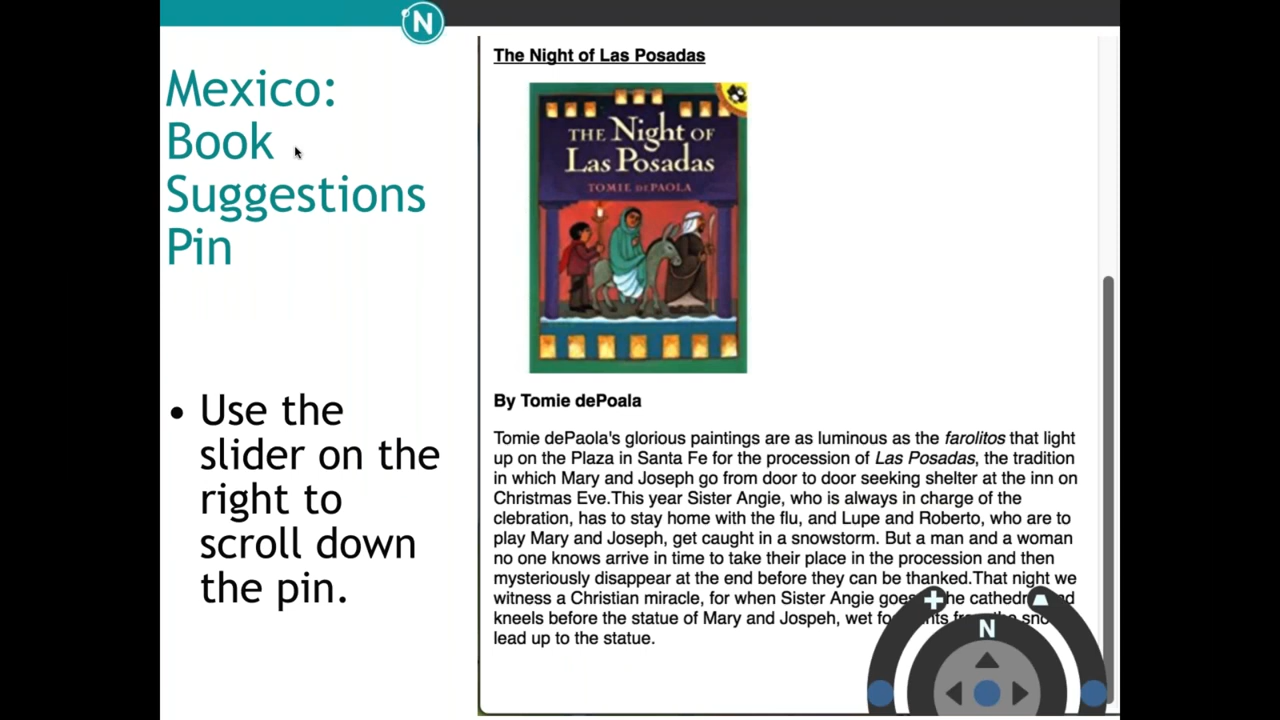 N
Mexico:
Book
Suggestions
Pin
• Use the
slider on the
right to
scroll down
the pin.
The Night of Las Posadas
THE Night OF
Las Posadas
TOMIE DEPAOLA
By Tomie dePoala
Tomie dePaola's glorious paintings are as luminous as the farolitos that light
up on the Plaza in Santa Fe for the procession of Las Posadas, the tradition
in which Mary and Joseph go from door to door seeking shelter at the inn on
Christmas Eve.This year Sister Angie, who is always in charge of the
clebration, has to stay home with the flu, and Lupe and Roberto, who are to
play Mary and Joseph, get caught in a snowstorm. But a man and a woman
no one knows arrive in time to take their place in the procession and then
mysteriously disappear at the end before they can be thanked.That night we
witness a Christian miracle, for when Sister Angie
kneels before the statue of Mary and Jospeh, wet
lead up to the statue.
N